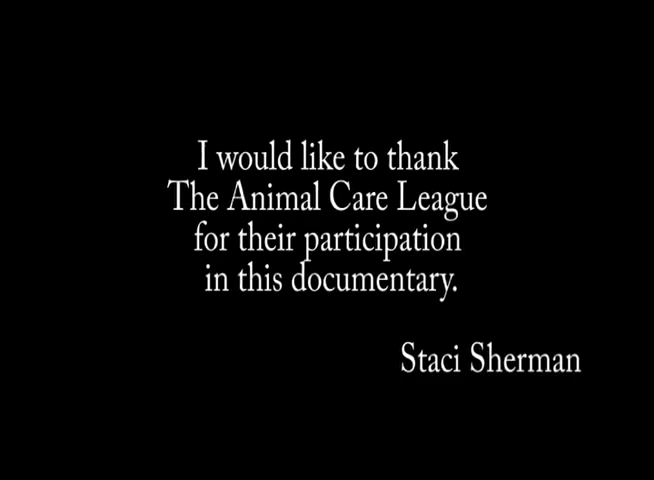 I would like to thank
The Animal Care League
for their participation
in this documentary.
Staci Sherman